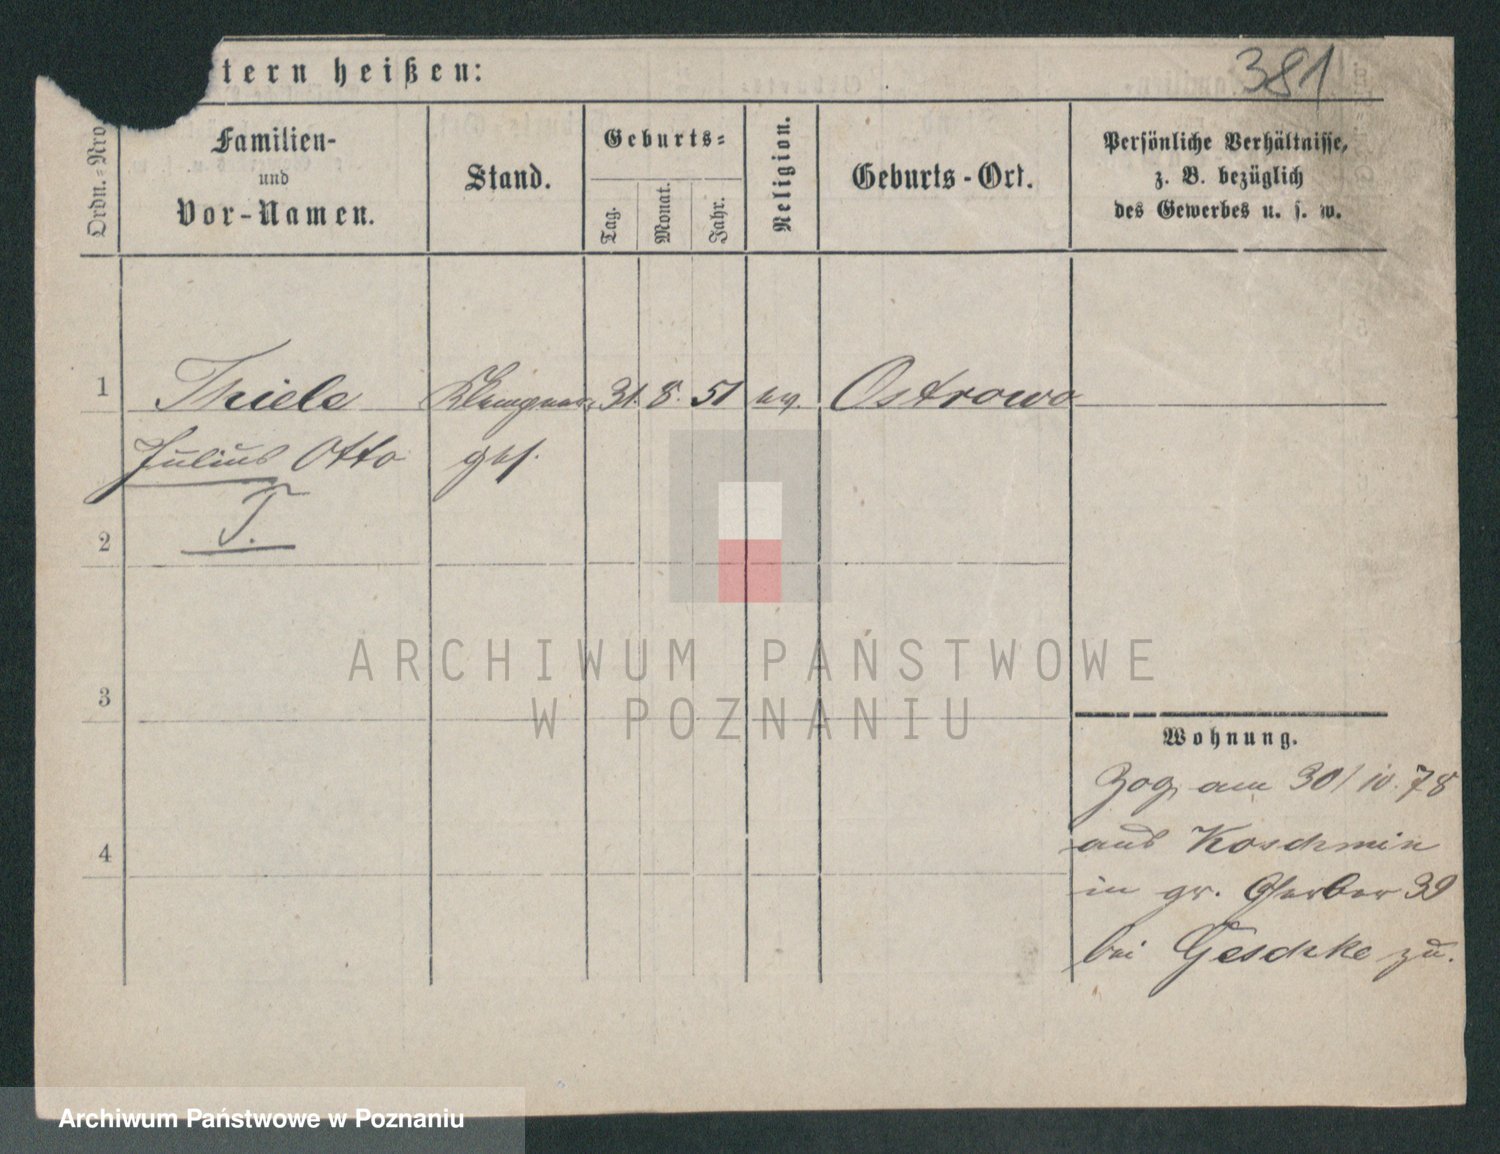 381
tern heißen:
Ordn.-Nro
Familien-
und
Vor-Namen.
Stand.
Geburts-
Tag.
Monat.
Jahr.
Religion.
Geburts-Ort.
Persönliche Verhältnisse,
z. B. bezüglich
des Gewerbes u. s. w.
1 Thiele 31. 8. 51 ev. Ostrowo
Julius Otto
T.
2
3
4
ARCHIWUM PAŃSTWOWE
W POZNANIU
Wohnung.
Zog am 30/10.78
aus Koschmin
in gr. Gerber 39
bei Geschke zu.
Archiwum Państwowe w Poznaniu